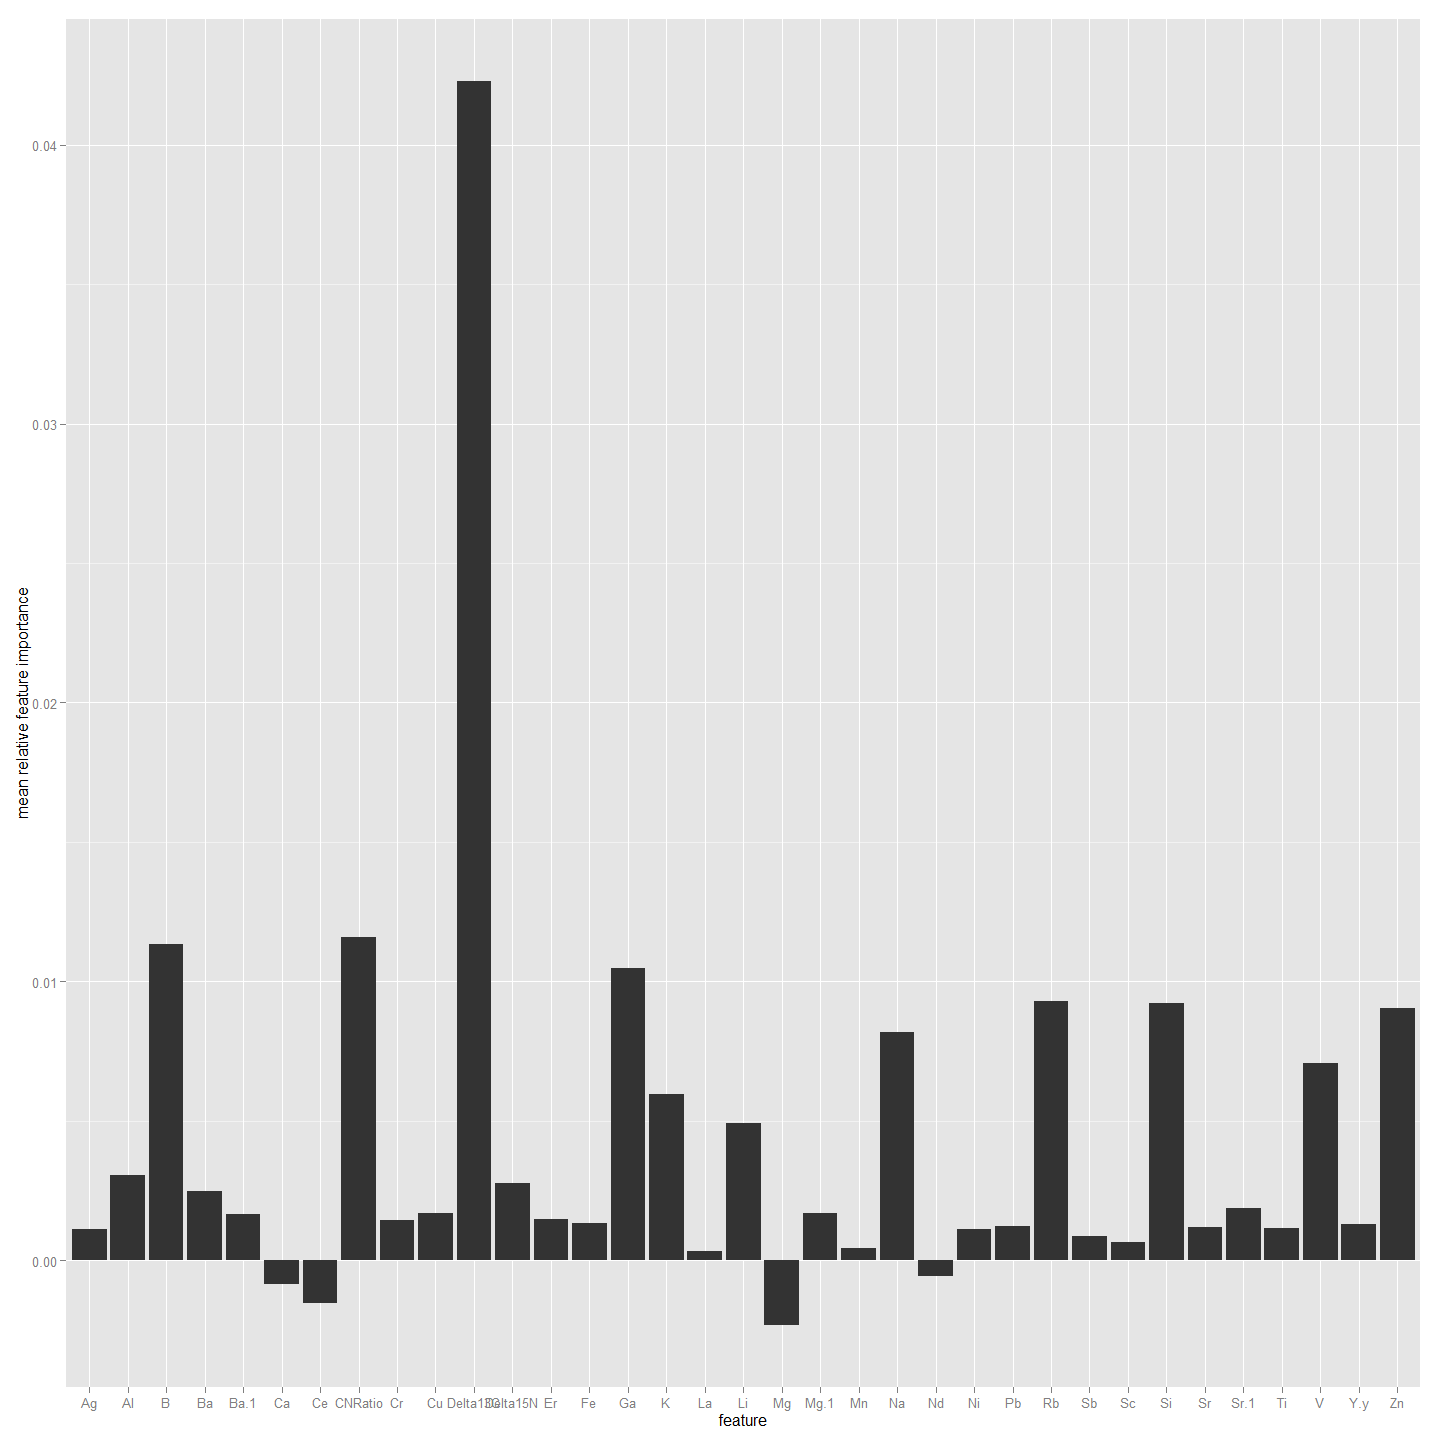 0.04
0.03
0.02
0.01
0.00
mean relative feature importance
Ag Al B Ba Ba.1 Ca Ce CNRatio Cr Cu Delta13C Delta15N Er Fe Ga K La Li Mg Mg.1 Mn Na Nd Ni Pb Rb Sb Sc Si Sr Sr.1 Ti V Y.y Zn
feature